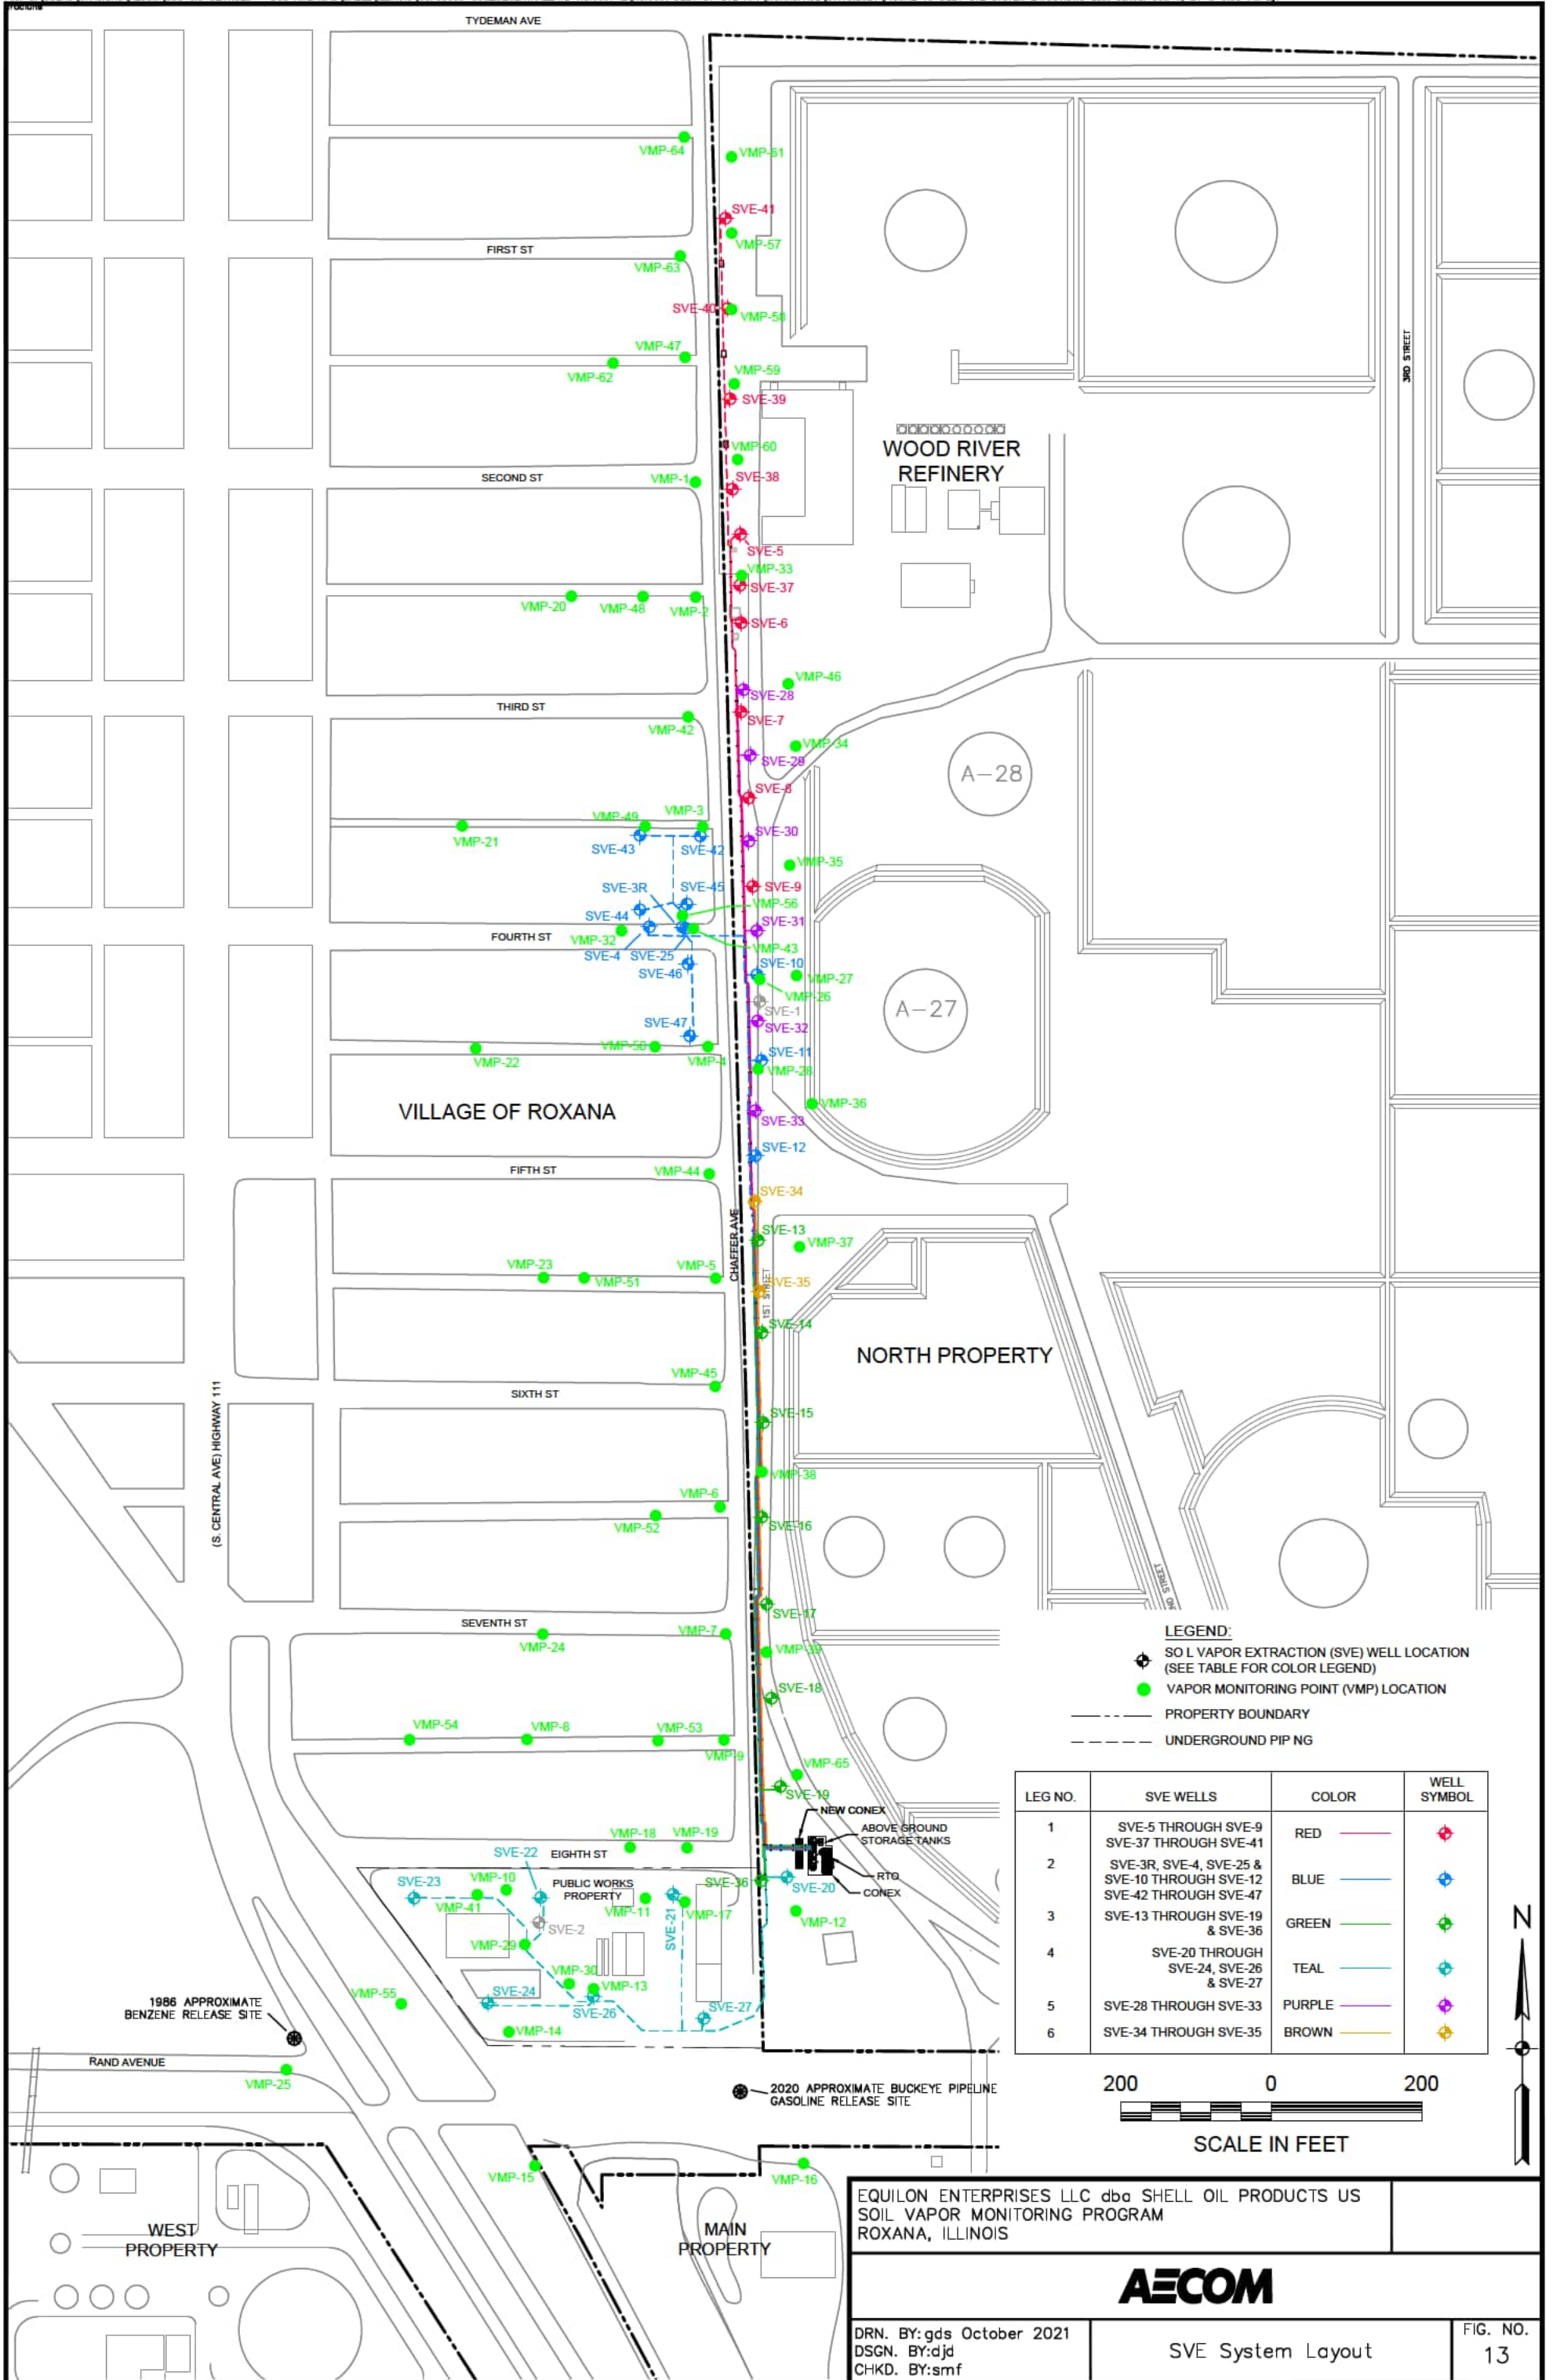 TYDEMAN AVE
VMP-64
VMP-61
SVE-41
VMP-57
FIRST ST
VMP-63
SVE-40
VMP-58
VMP-47
VMP-62
VMP-59
SVE-39
3RD STREET
WOOD RIVER
REFINERY
VMP-60
SECOND ST
VMP-1
SVE-38
SVE-5
VMP-33
SVE-37
VMP-20
VMP-48
VMP-2
SVE-6
VMP-46
SVE-28
THIRD ST
VMP-42
SVE-7
VMP-34
SVE-29
A-28
SVE-8
VMP-49
VMP-3
VMP-21
SVE-43
SVE-42
SVE-30
VMP-35
SVE-3R
SVE-45
SVE-9
VMP-56
SVE-44
SVE-31
FOURTH ST
VMP-32
VMP-43
SVE-4
SVE-25
SVE-46
SVE-10
VMP-27
VMP-26
SVE-1
A-27
SVE-47
SVE-32
VMP-22
VMP-50
VMP-4
SVE-11
VMP-28
VILLAGE OF ROXANA
VMP-36
SVE-33
SVE-12
FIFTH ST
VMP-44
SVE-34
CHAFFER AVE
SVE-13
VMP-37
VMP-23
VMP-51
VMP-5
SVE-35
1ST STREET
SVE-14
NORTH PROPERTY
VMP-45
SIXTH ST
(S. CENTRAL AVE) HIGHWAY 111
SVE-15
VMP-38
VMP-6
VMP-52
SVE-16
STREET
SVE-17
SEVENTH ST
VMP-24
VMP-7
VMP-39
SVE-18
LEGEND:
SO L VAPOR EXTRACTION (SVE) WELL LOCATION
(SEE TABLE FOR COLOR LEGEND)
VAPOR MONITORING POINT (VMP) LOCATION
PROPERTY BOUNDARY
UNDERGROUND PIP NG
VMP-54
VMP-8
VMP-53
VMP-9
VMP-65
SVE-19
NEW CONEX
ABOVE GROUND
STORAGE TANKS
RTO
CONEX
LEG NO. SVE WELLS COLOR WELL
SYMBOL
1 SVE-5 THROUGH SVE-9 RED
SVE-37 THROUGH SVE-41
2 SVE-3R, SVE-4, SVE-25 &
SVE-10 THROUGH SVE-12 BLUE
SVE-42 THROUGH SVE-47
3 SVE-13 THROUGH SVE-19 GREEN
& SVE-36
4 SVE-20 THROUGH
SVE-24, SVE-26 TEAL
& SVE-27
5 SVE-28 THROUGH SVE-33 PURPLE
6 SVE-34 THROUGH SVE-35 BROWN
N
VMP-18
VMP-19
EIGHTH ST
SVE-22
SVE-23
VMP-10
VMP-41
PUBLIC WORKS
PROPERTY
SVE-36
SVE-20
VMP-11
VMP-17
SVE-21
SVE-2
VMP-12
VMP-29
VMP-30
VMP-13
VMP-55
SVE-24
SVE-26
SVE-27
VMP-14
1986 APPROXIMATE
BENZENE RELEASE SITE
RAND AVENUE
VMP-25
2020 APPROXIMATE BUCKEYE PIPELINE
GASOLINE RELEASE SITE
200 0 200
SCALE IN FEET
VMP-15
VMP-16
WEST
PROPERTY
MAIN
PROPERTY
EQUILON ENTERPRISES LLC dba SHELL OIL PRODUCTS US
SOIL VAPOR MONITORING PROGRAM
ROXANA, ILLINOIS
AECOM
DRN. BY:gds October 2021
DSGN. BY:djd
CHKD. BY:smf
SVE System Layout
FIG. NO.
13